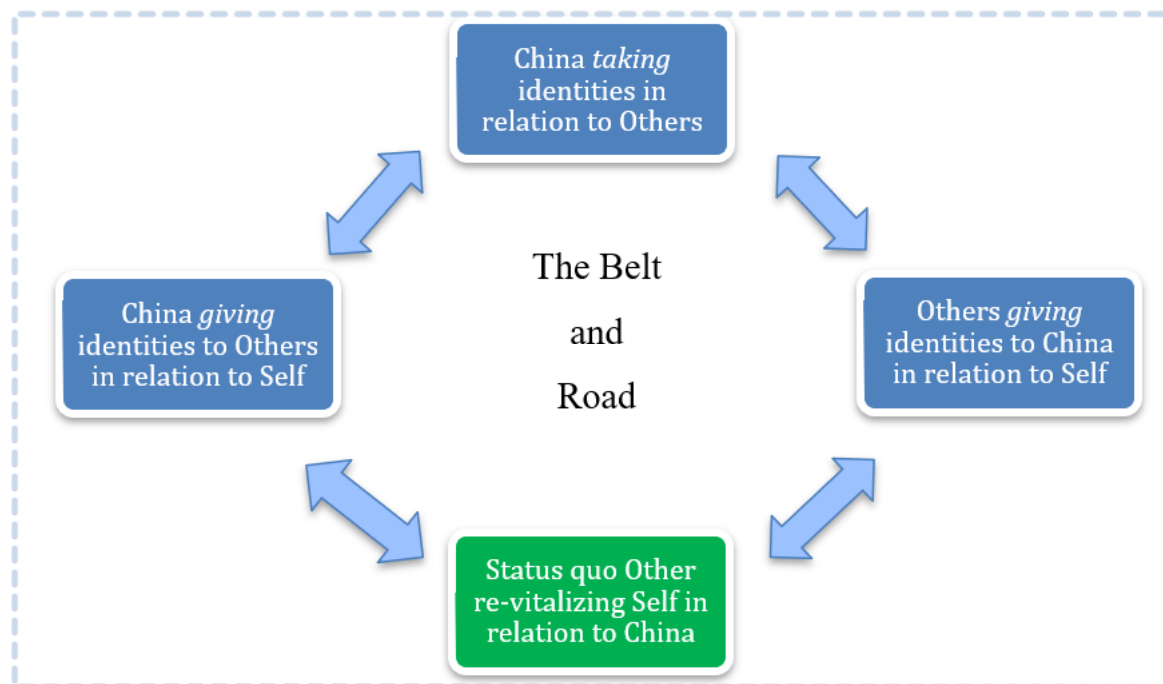 China taking
identities in
relation to Others
The Belt
and
Road
China giving
identities to Others
in relation to Self
Others giving
identities to China
in relation to Self
Status quo Other
re-vitalizing Self in
relation to China